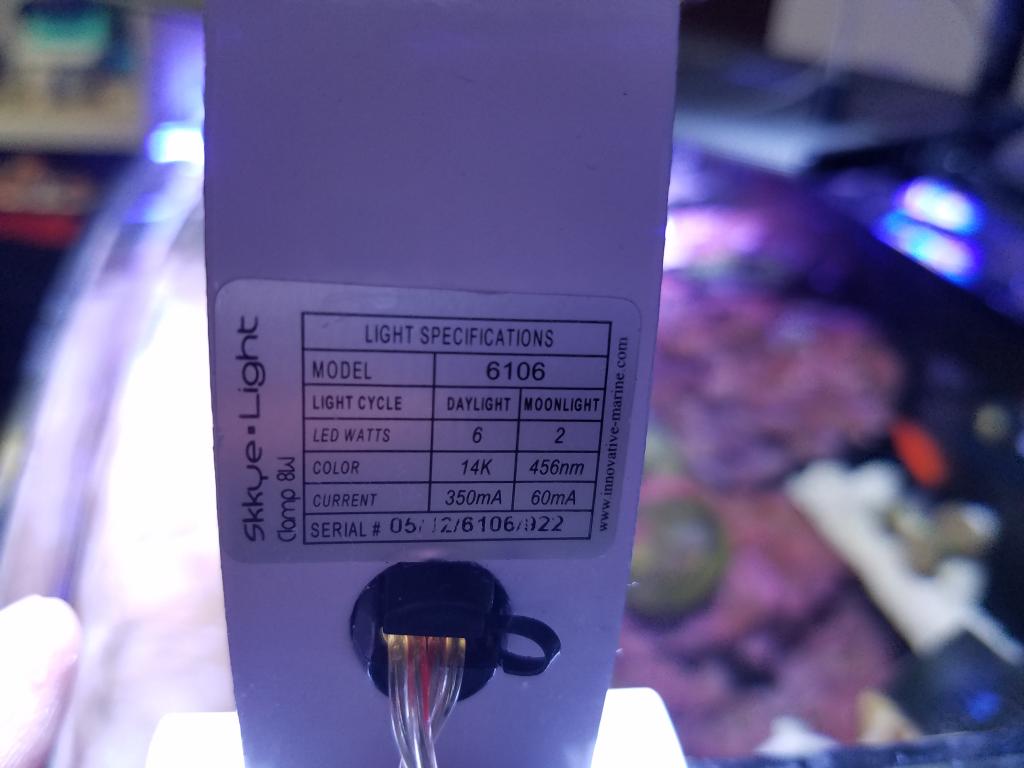 Skkye·Light
Clamp 8W
LIGHT SPECIFICATIONS
MODEL 6106
LIGHT CYCLE DAYLIGHT MOONLIGHT
LED WATTS 6 2
COLOR 14K 456nm
CURRENT 350mA 60mA
SERIAL #
www.innovative-marine.com